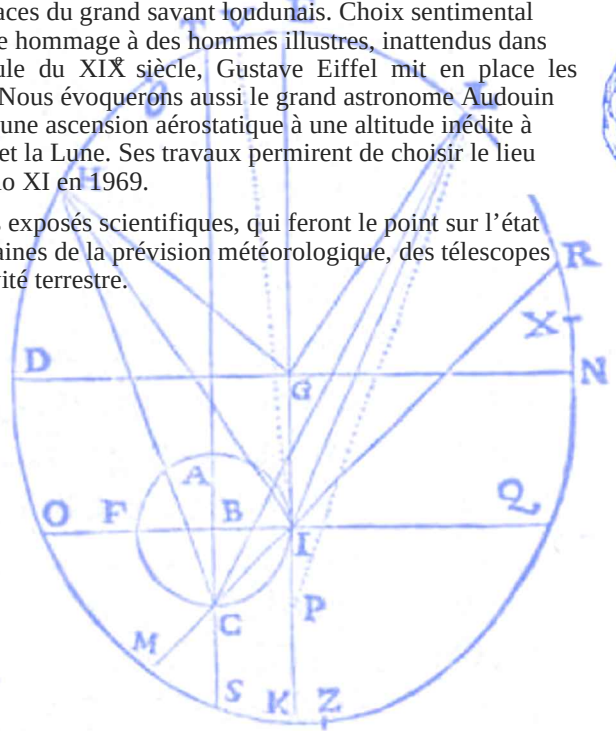 aces du grand savant loudunais. Choix sentimental
e hommage à des hommes illustres, inattendus dans
ule du XIXe siècle, Gustave Eiffel mit en place les
Nous évoquerons aussi le grand astronome Audouin
une ascension aérostatique à une altitude inédite à
et la Lune. Ses travaux permirent de choisir le lieu
lo XI en 1969.
s exposés scientifiques, qui feront le point sur l’état
aines de la prévision météorologique, des télescopes
vité terrestre.
T V E
L
H
R
X
D G N
A
O F B Q
I
C P
M
S K Z